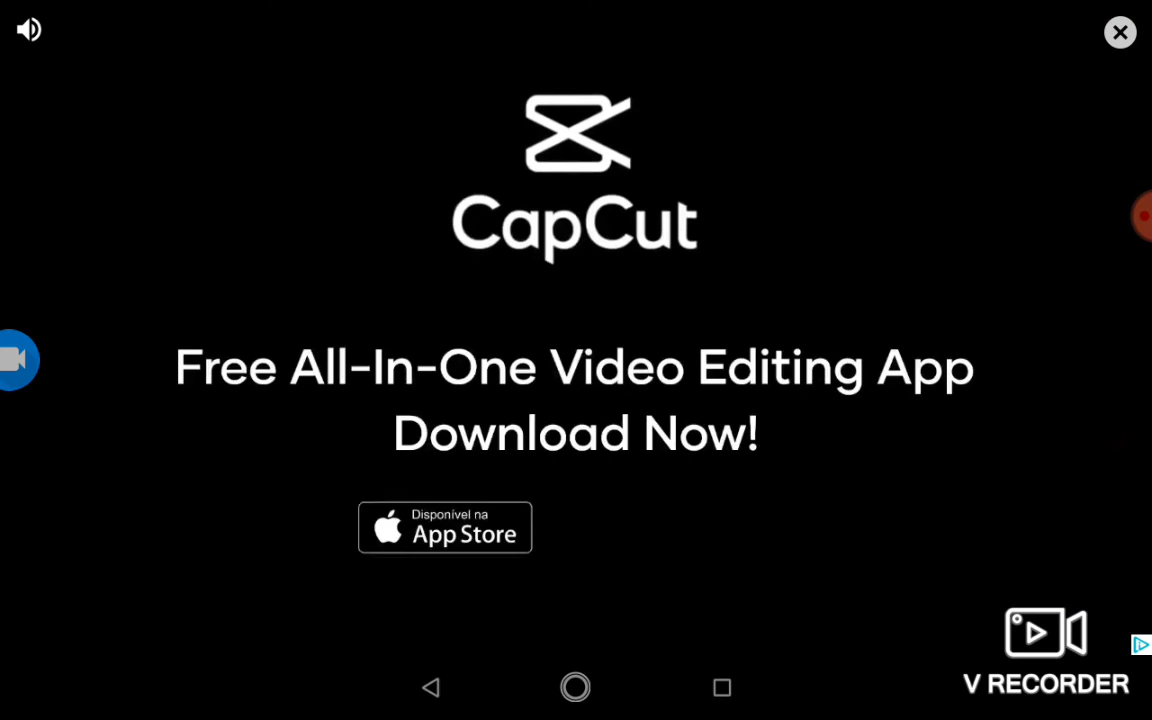 CapCut
Free All-In-One Video Editing App
Download Now!
Disponível na
App Store
V RECORDER